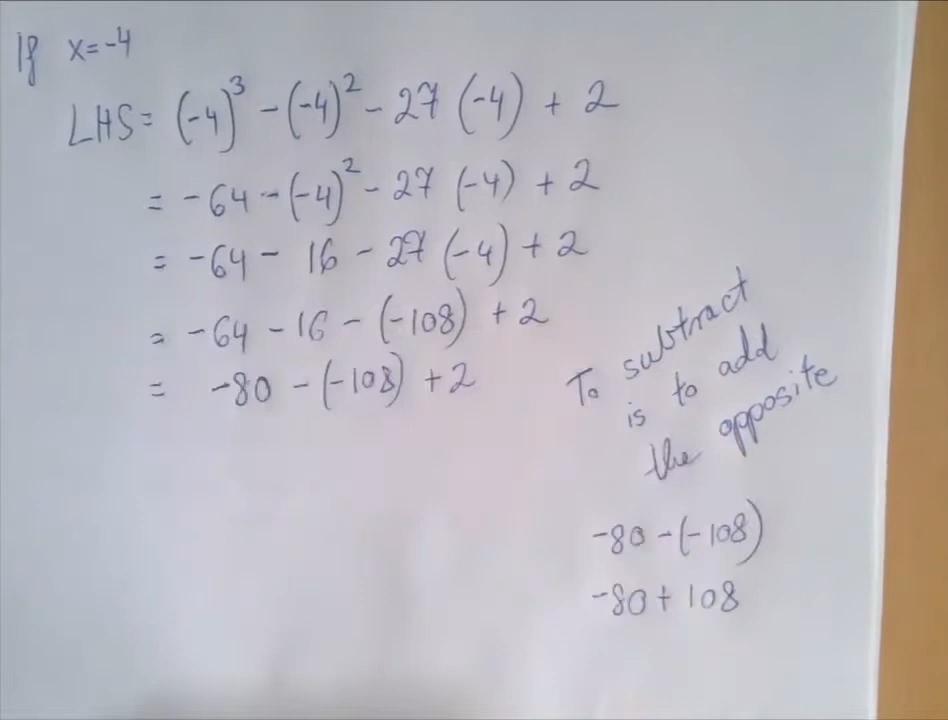 If x=-4
LHS= (-4)³ - (-4)² - 27 (-4) + 2
= -64 - (-4)² - 27 (-4) + 2
= -64 - 16 - 27 (-4) + 2
= -64 - 16 - (-108) + 2
= -80 - (-108) + 2
To subtract
is to add
the opposite
-80 - (-108)
-80 + 108